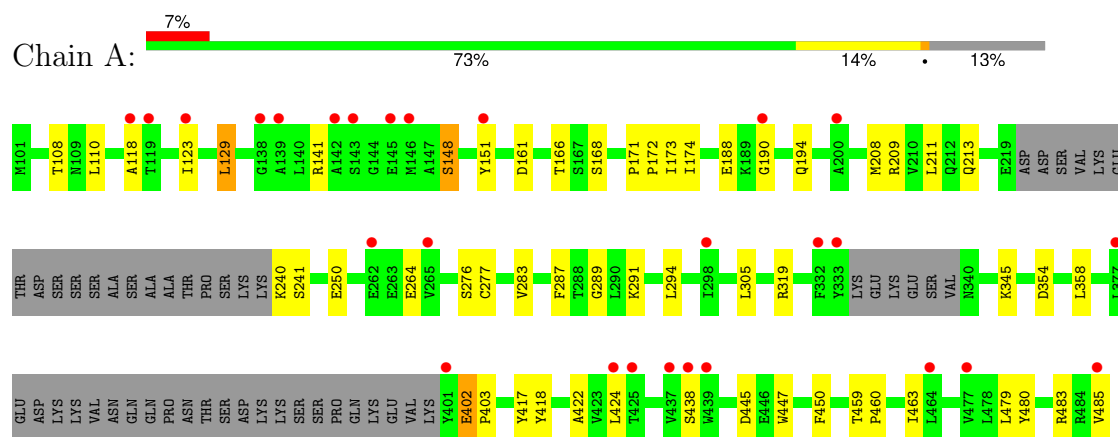 7%
Chain A:
73% 14% • 13%
M101 T108 N109 L110 A118 T119 I123 L129 G138 A139 L140 R141 A142 S143 G144 E145 M146 A147 S148 Y151 D161 T166 S167 S168 P171 P172 I173 I174 E188 K189 G190 Q194 A200 M208 R209 V210 L211 Q212 Q213 E219 ASP ASP SER VAL LYS GLU
THR ASP SER SER SER ALA SER ALA ALA THR PRO SER LYS LYS K240 S241 E250 E262 E263 E264 V265 S276 C277 V283 F287 T288 G289 L290 K291 L294 I298 L305 R319 F332 Y333 LYS GLU LYS GLU SER VAL N340 K345 D354 L358 L377
GLU ASP LYS LYS VAL ASN GLN GLN PRO ASN THR SER ASP LYS LYS SER SER PRO GLN LYS GLU VAL LYS Y401 E402 P403 Y417 Y418 A422 V423 L424 T425 V437 S438 W439 D445 E446 W447 F450 T459 P460 I463 L464 V477 L478 L479 Y480 R483 R484 V485